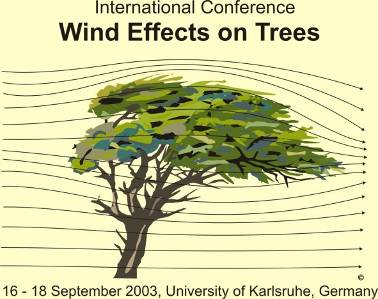 International Conference
Wind Effects on Trees
©
16 - 18 September 2003, University of Karlsruhe, Germany